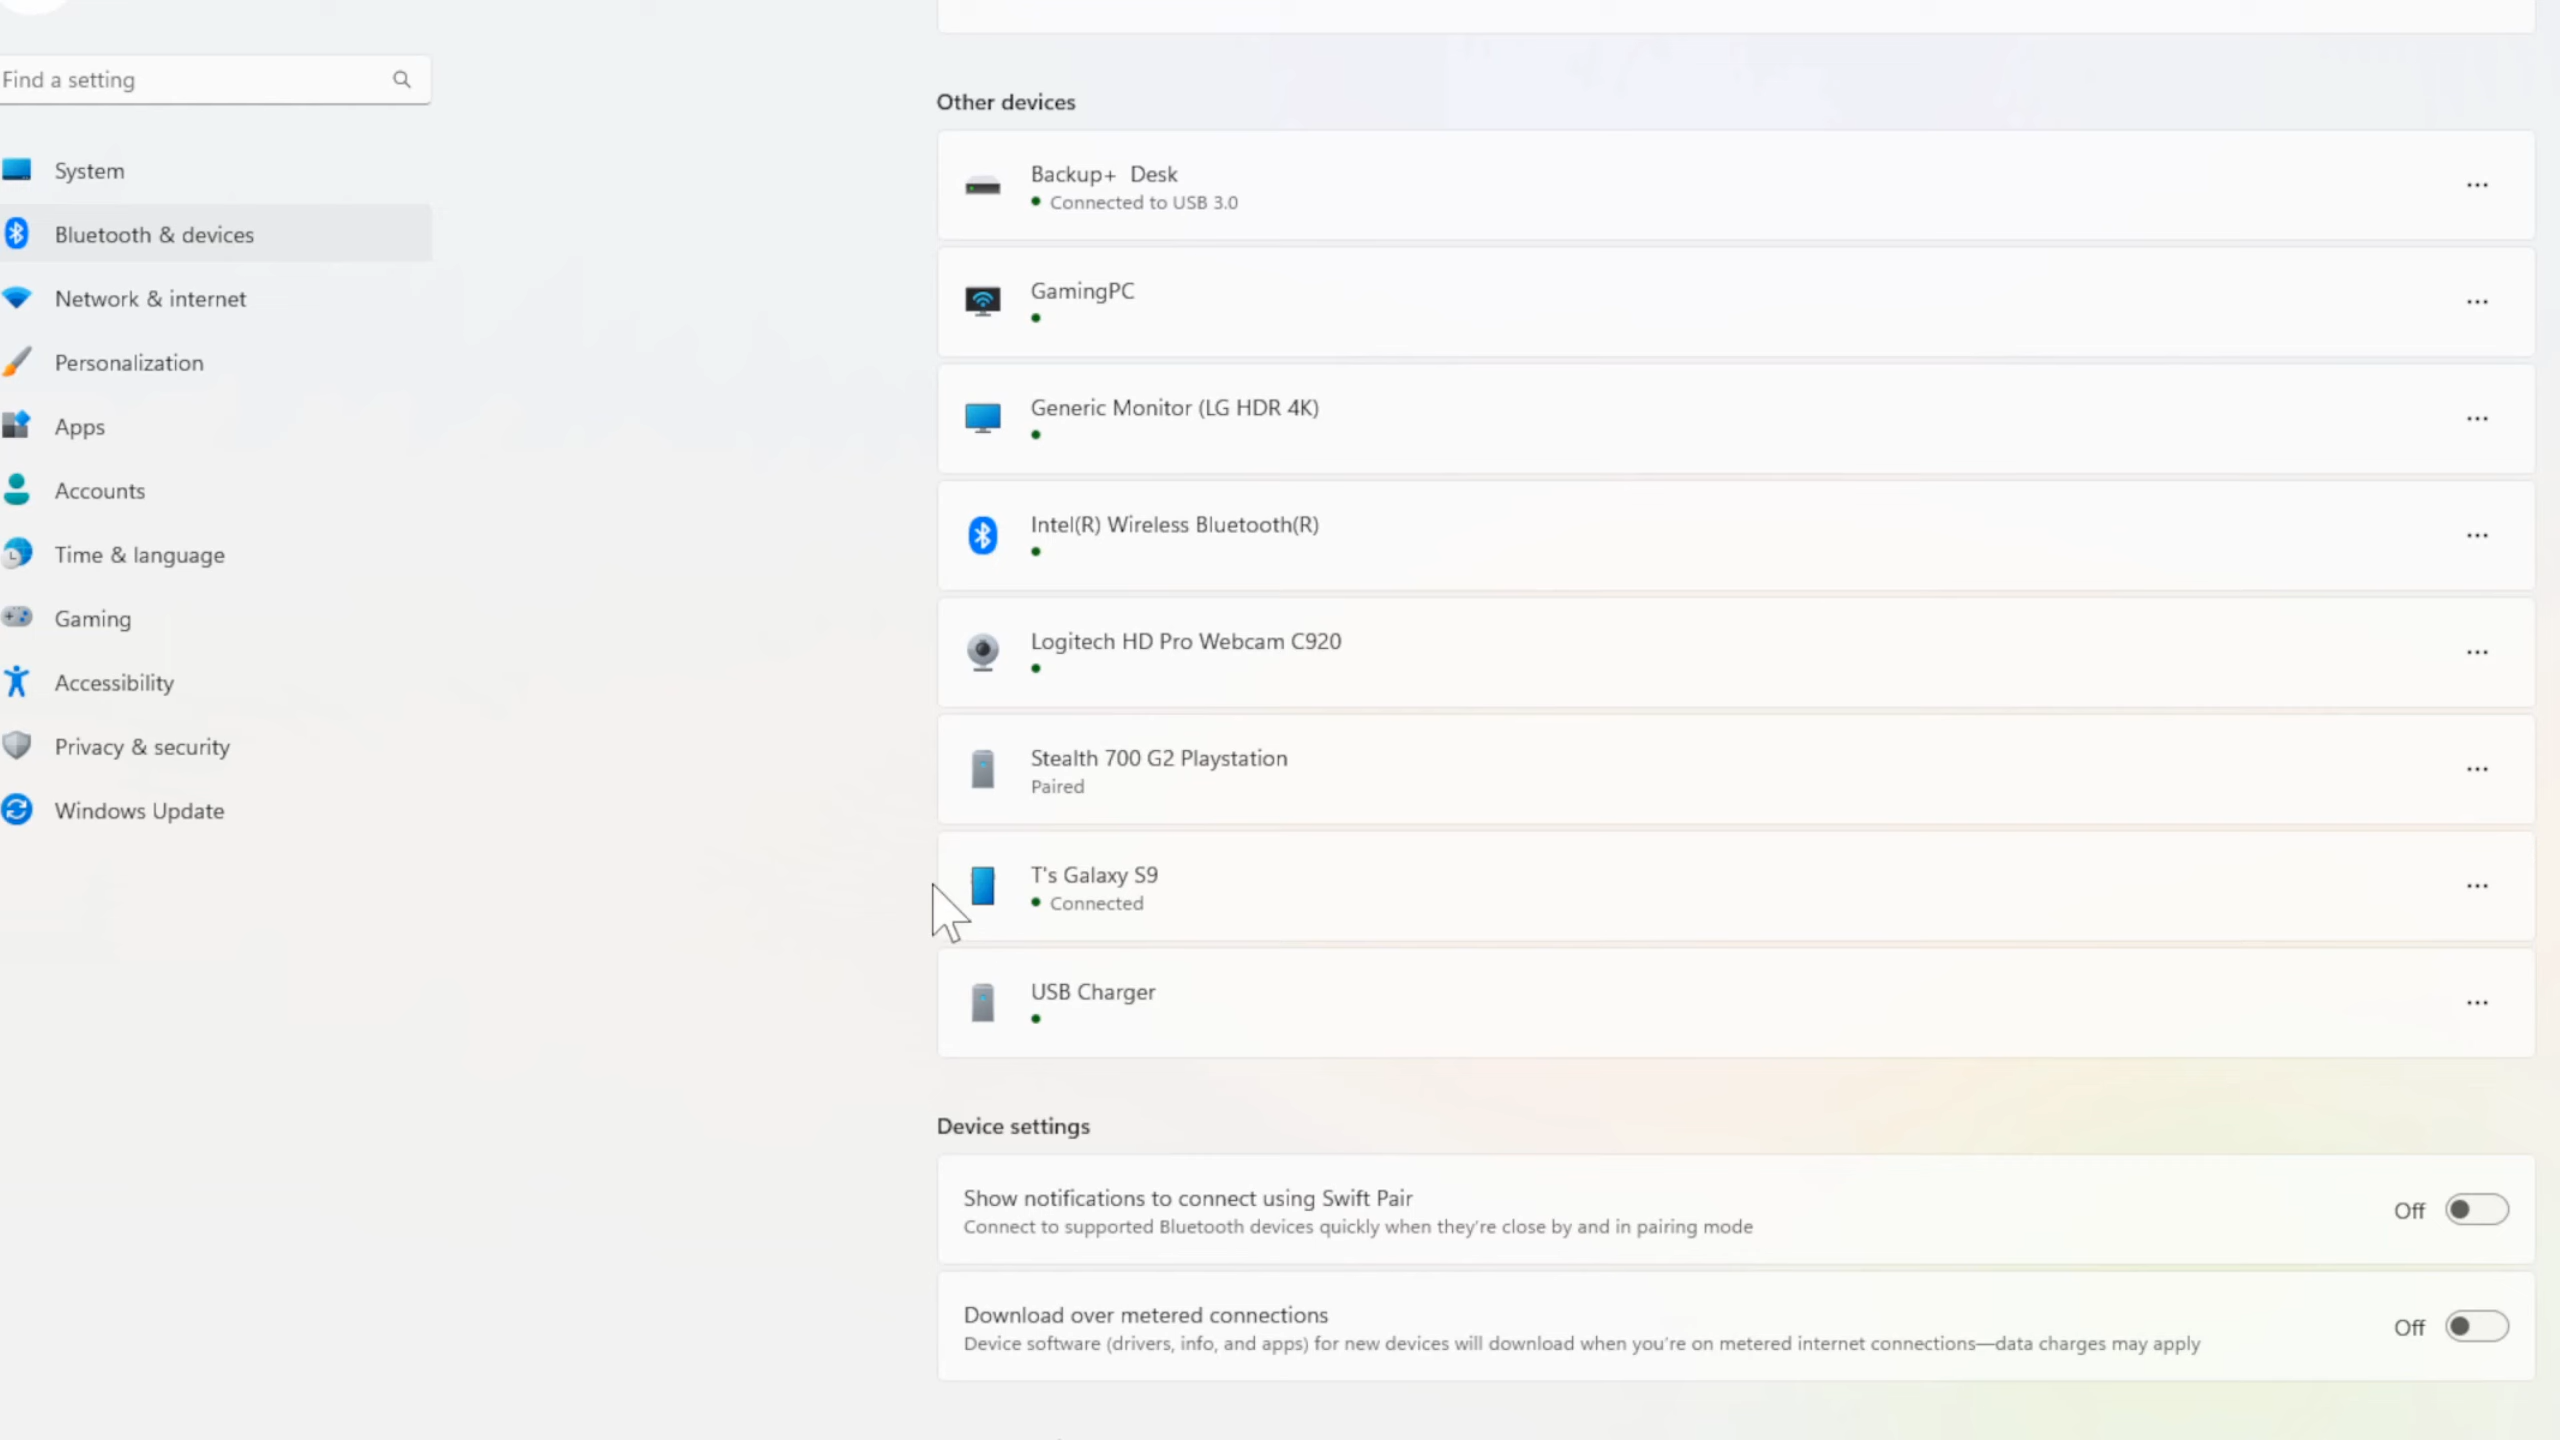 Find a setting
System
Bluetooth & devices
Network & internet
Personalization
Apps
Accounts
Time & language
Gaming
Accessibility
Privacy & security
Windows Update
Other devices
Backup+  Desk
Connected to USB 3.0
GamingPC
Generic Monitor (LG HDR 4K)
Intel(R) Wireless Bluetooth(R)
Logitech HD Pro Webcam C920
Stealth 700 G2 Playstation
Paired
T's Galaxy S9
Connected
USB Charger
Device settings
Show notifications to connect using Swift Pair
Connect to supported Bluetooth devices quickly when they're close by and in pairing mode
Off
Download over metered connections
Device software (drivers, info, and apps) for new devices will download when you're on metered internet connections—data charges may apply
Off